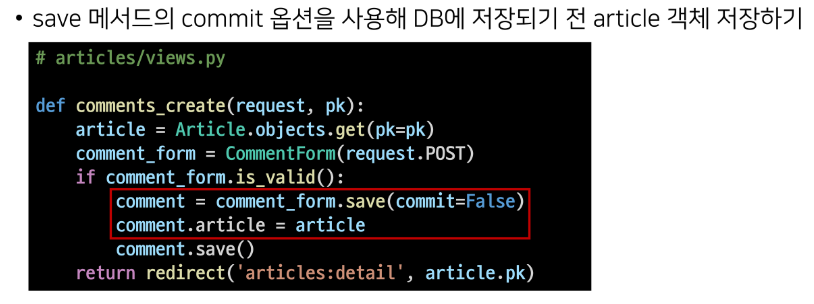 • save 메서드의 commit 옵션을 사용해 DB에 저장되기 전 article 객체 저장하기
# articles/views.py
def comments_create(request, pk):
    article = Article.objects.get(pk=pk)
    comment_form = CommentForm(request.POST)
    if comment_form.is_valid():
        comment = comment_form.save(commit=False)
        comment.article = article
        comment.save()
    return redirect('articles:detail', article.pk)